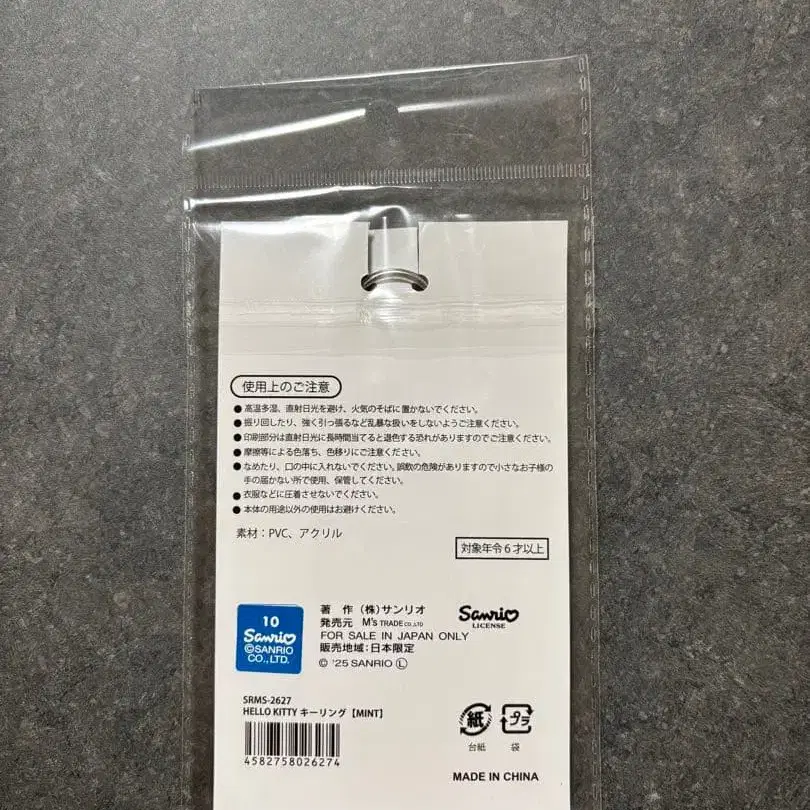 使用上のご注意
●高温多湿、直射日光を避け、火気のそばに置かないでください。
●振り回したり、強く引っ張るなど乱暴な扱いをしないようご注意ください。
●印刷部分は直射日光に長時間当てると退色する恐れがありますのでご注意ください。
●摩擦等による色落ち、色移りにご注意ください。
●なめたり、口の中に入れないでください。誤飲の危険がありますので小さなお子様の
手の届かない所で使用、保管してください。
●衣服などに圧着させないでください。
●本体の用途以外の使用はお避けください。
素材：PVC、アクリル
対象年令6才以上
10
Sanrio
©SANRIO
CO.,LTD.
著　作 (株)サンリオ
発売元 M's TRADE CO.,LTD
FOR SALE IN JAPAN ONLY
販売地域：日本限定
© '25 SANRIO Ⓛ
Sanrio
LICENSE
SRMS-2627
HELLO KITTY キーリング【MINT】
4582758026274
紙
台紙
プラ
袋
MADE IN CHINA